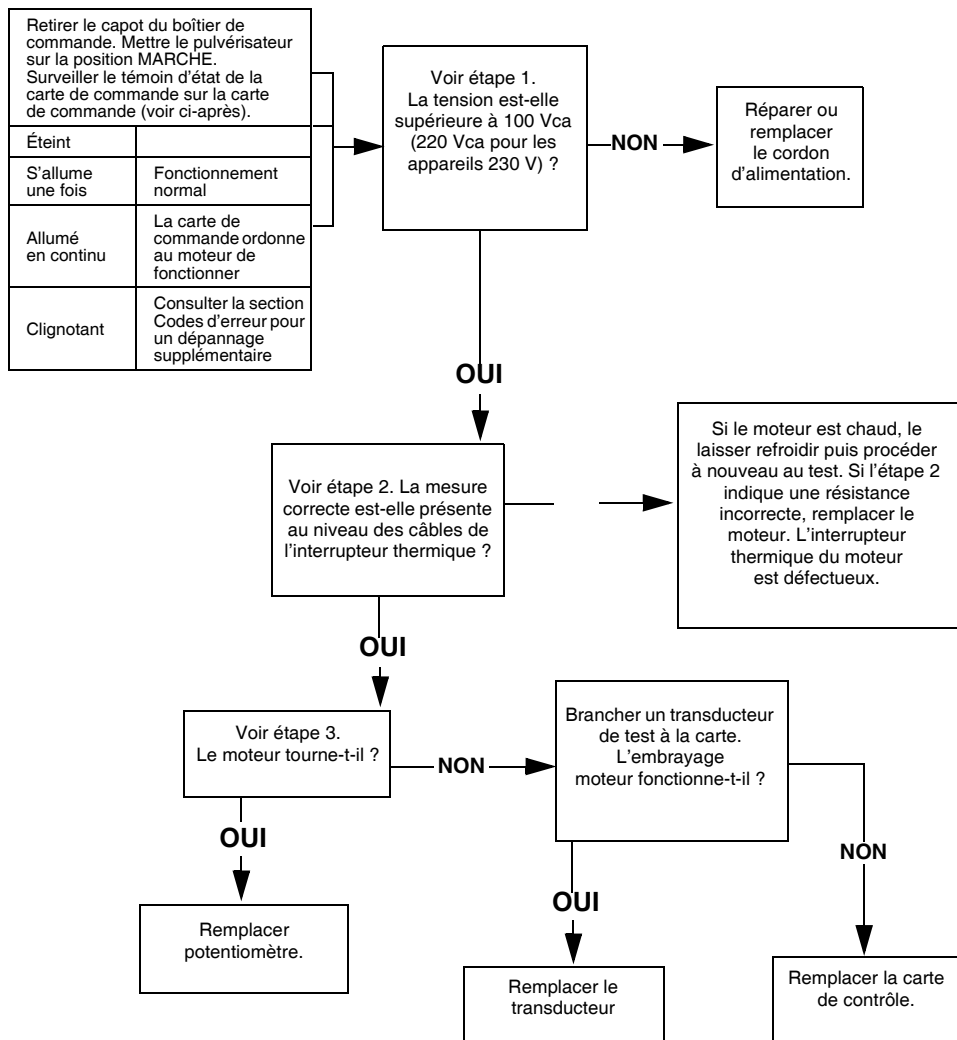 Retirer le capot du boîtier de
commande. Mettre le pulvérisateur
sur la position MARCHE.
Surveiller le témoin d'état de la
carte de commande sur la carte
de commande (voir ci-après).
Éteint
S'allume
une fois
Fonctionnement
normal
Allumé
en continu
La carte de
commande ordonne
au moteur de
fonctionner
Clignotant
Consulter la section
Codes d'erreur pour
un dépannage
supplémentaire
Voir étape 1.
La tension est-elle
supérieure à 100 Vca
(220 Vca pour les
appareils 230 V) ?
NON
Réparer ou
remplacer
le cordon
d'alimentation.
OUI
Voir étape 2. La mesure
correcte est-elle présente
au niveau des câbles de
l'interrupteur thermique ?
Si le moteur est chaud, le
laisser refroidir puis procéder
à nouveau au test. Si l'étape 2
indique une résistance
incorrecte, remplacer le
moteur. L'interrupteur
thermique du moteur
est défectueux.
OUI
Voir étape 3.
Le moteur tourne-t-il ?
NON
Brancher un transducteur
de test à la carte.
L'embrayage
moteur fonctionne-t-il ?
OUI
Remplacer
potentiomètre.
OUI
Remplacer le
transducteur
NON
Remplacer la carte
de contrôle.